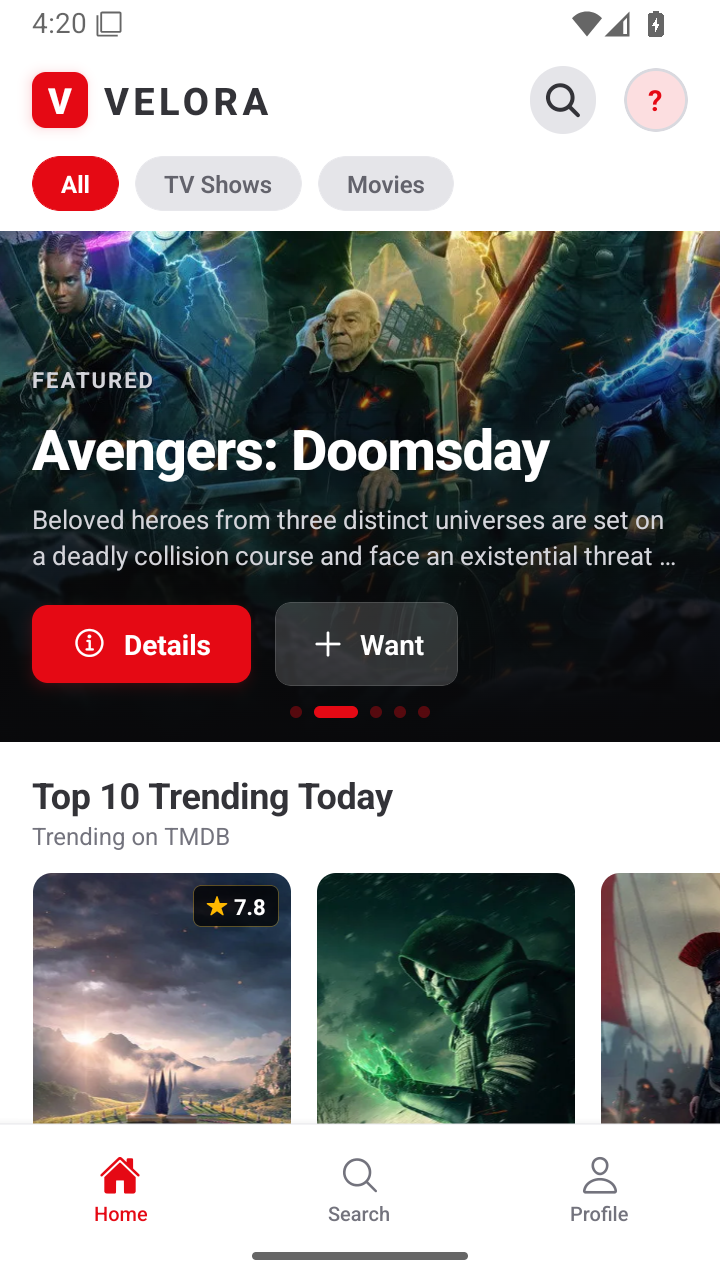 4:20
V VELORA
?
All
TV Shows
Movies
FEATURED
Avengers: Doomsday
Beloved heroes from three distinct universes are set on
a deadly collision course and face an existential threat ...
Details
Want
Top 10 Trending Today
Trending on TMDB
7.8
Home
Search
Profile